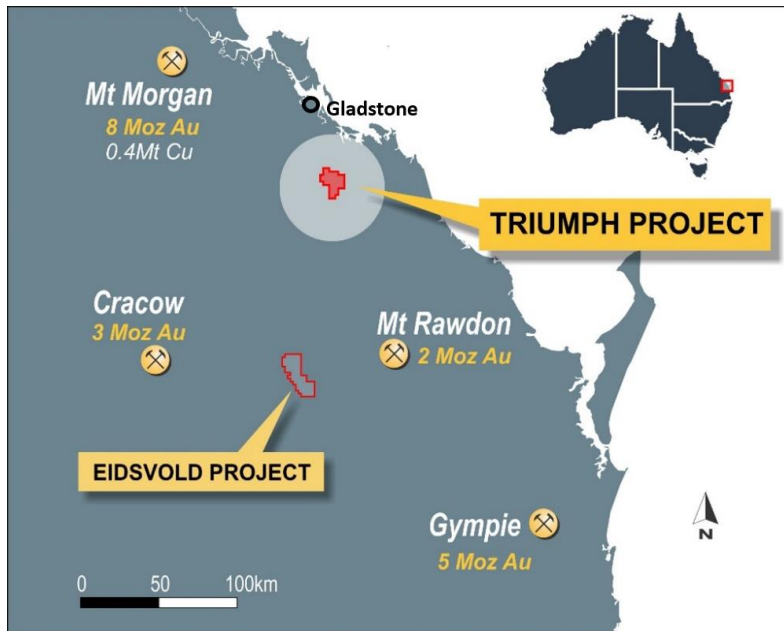 Mt Morgan
8 Moz Au
0.4Mt Cu
Gladstone
TRIUMPH PROJECT
Cracow
3 Moz Au
Mt Rawdon
2 Moz Au
EIDSVOLD PROJECT
Gympie
5 Moz Au
N
0 50 100km